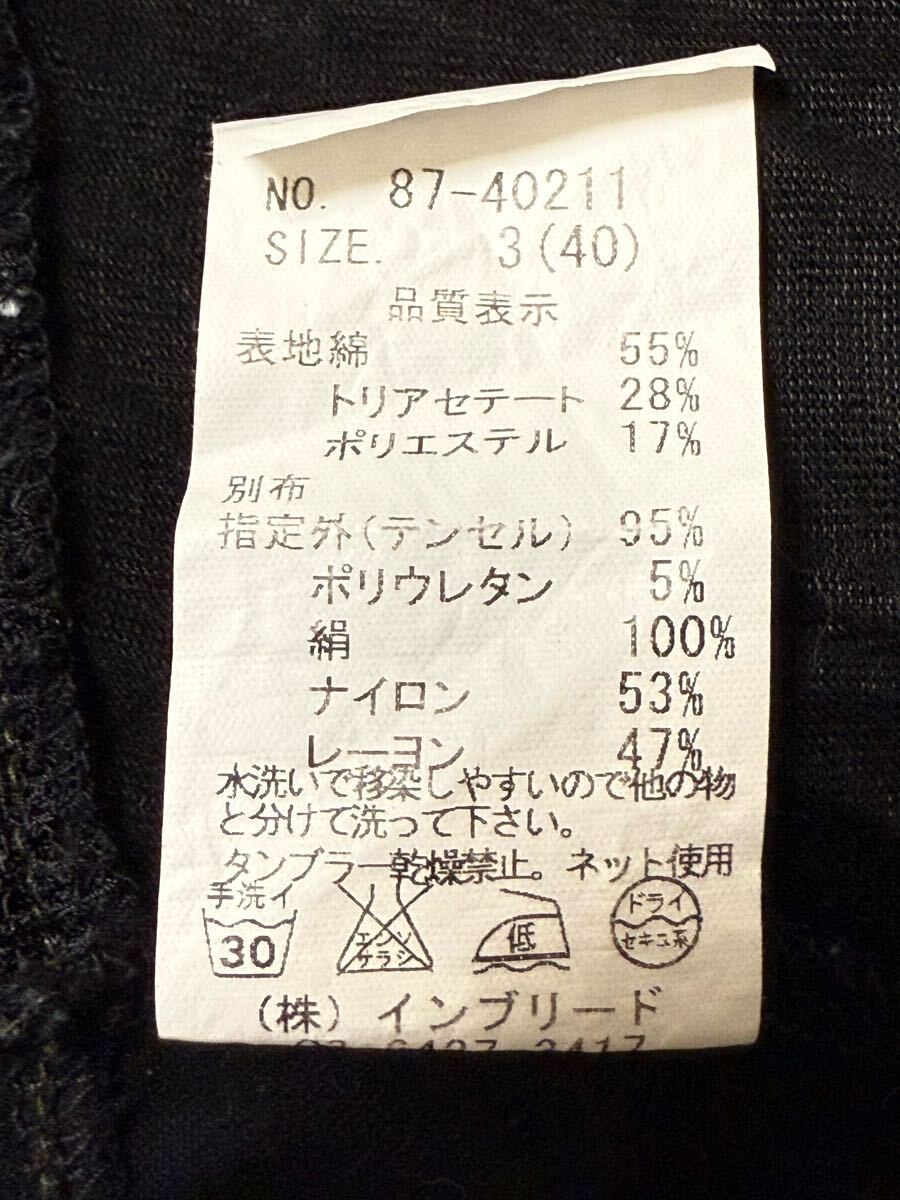 NO. 87-40211
SIZE. 3(40)
品質表示
表地綿 55%
トリアセテート 28%
ポリエステル 17%
別布
指定外(テンセル) 95%
ポリウレタン 5%
絹 100%
ナイロン 53%
レーヨン 47%
水洗いで移染しやすいので他の物
と分けて洗って下さい。
タンブラー乾燥禁止。ネット使用
手洗イ
30
エンソ
サラシ
低
ドライ
セキユ系
(株)インブリード